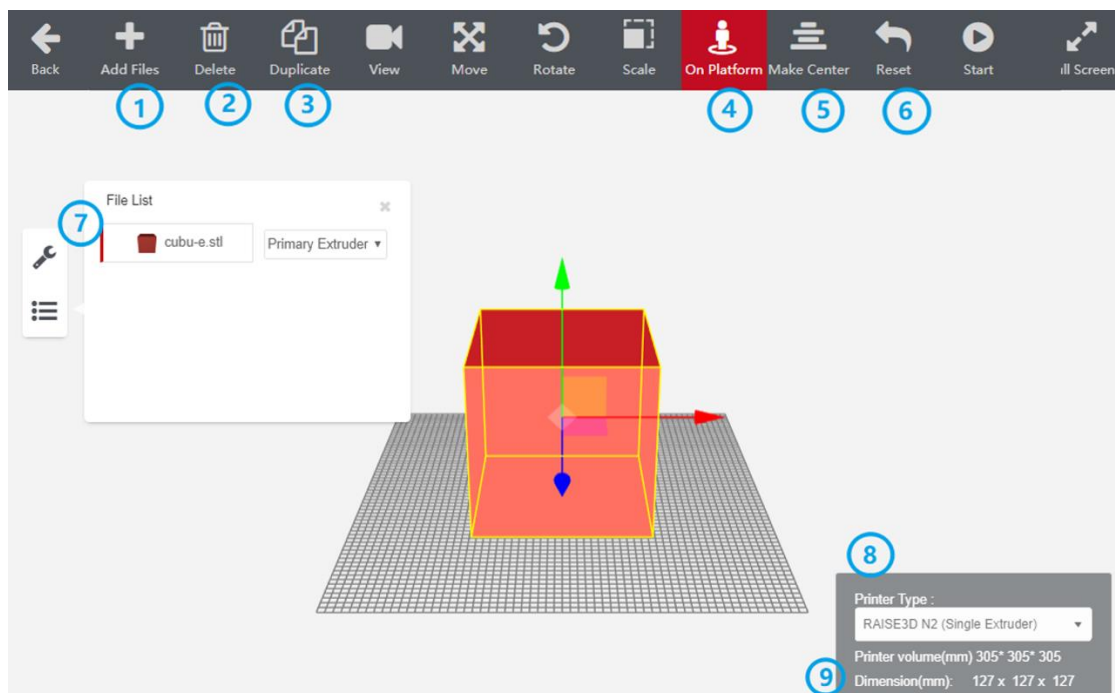 Back Add Files Delete Duplicate View Move Rotate Scale On Platform Make Center Reset Start ll Screen
1 2 3 4 5 6
7
File List
cubu-e.stl Primary Extruder
8
Printer Type :
RAISE3D N2 (Single Extruder)
Printer volume(mm) 305* 305* 305
9 Dimension(mm): 127 x 127 x 127